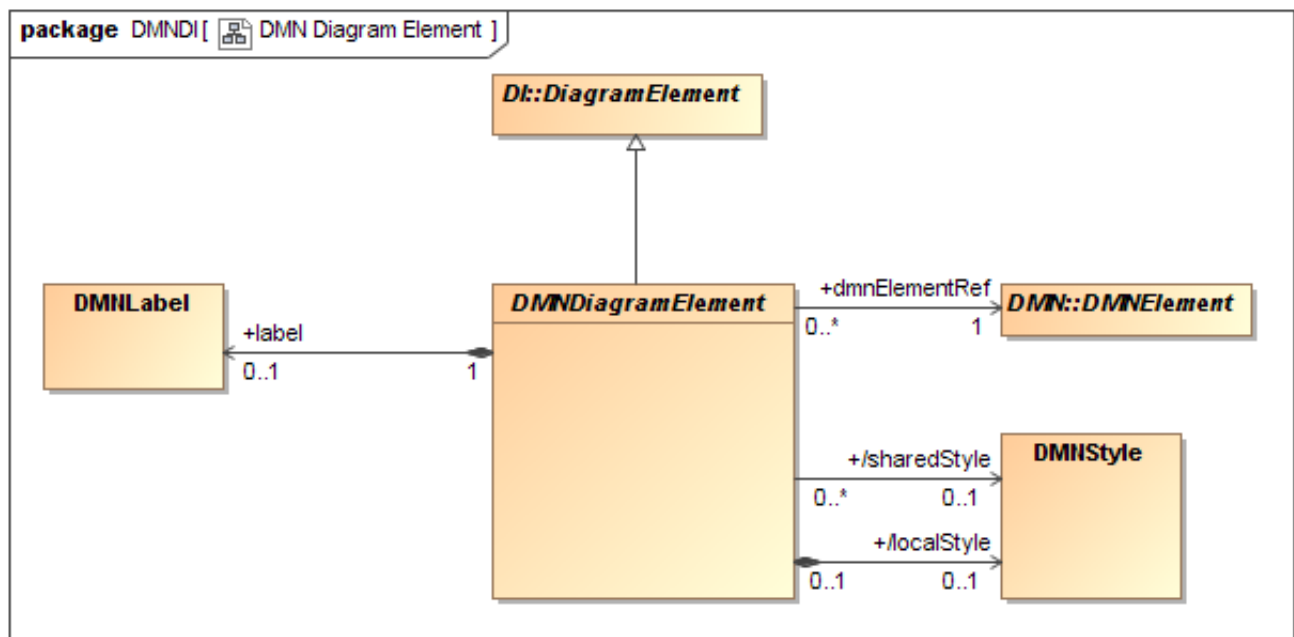 package DMNDI [ DMN Diagram Element ]
DI::DiagramElement
DMNLabel
+label
0..1
1
DMNDiagramElement
+dmnElementRef
0..*
1
DMN::DMNElement
+/sharedStyle
0..*
0..1
DMNStyle
+/localStyle
0..1
0..1